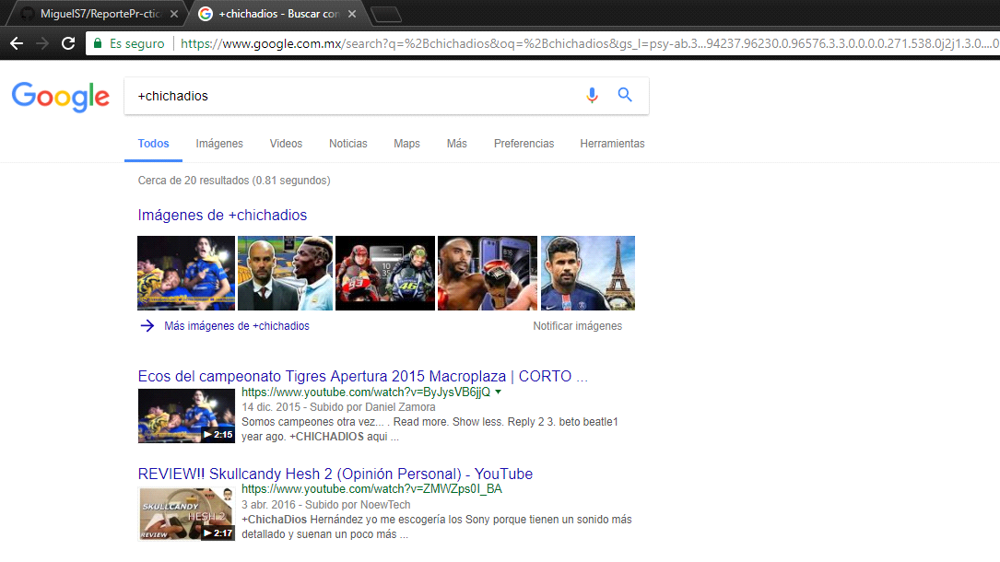 MiguelS7/ReportePr-ctic
+chichadios - Buscar con
Es seguro
https://www.google.com.mx/search?q=%2Bchichadios&oq=%2Bchichadios&gs_l=psy-ab.3...94237.96230.0.96576.3.3.0.0.0.0.271.538.0j2j1.3.0....0
Google
+chichadios
Todos Imágenes Videos Noticias Maps Más Preferencias Herramientas
Cerca de 20 resultados (0.81 segundos)
Imágenes de +chichadios
Más imágenes de +chichadios
Notificar imágenes
Ecos del campeonato Tigres Apertura 2015 Macroplaza | CORTO ...
https://www.youtube.com/watch?v=ByJysVB6jjQ
14 dic. 2015 - Subido por Daniel Zamora
Somos campeones otra vez... . Read more. Show less. Reply 2 3. beto beatle1
year ago. +CHICHADIOS aqui ...
2:15
REVIEW!! Skullcandy Hesh 2 (Opinión Personal) - YouTube
https://www.youtube.com/watch?v=ZMWZps0I_BA
3 abr. 2016 - Subido por NoewTech
+ChichaDios Hernández yo me escogería los Sony porque tienen un sonido más
detallado y suenan un poco más ...
SKULLCANDY
HESH 2
REVIEW
2:17